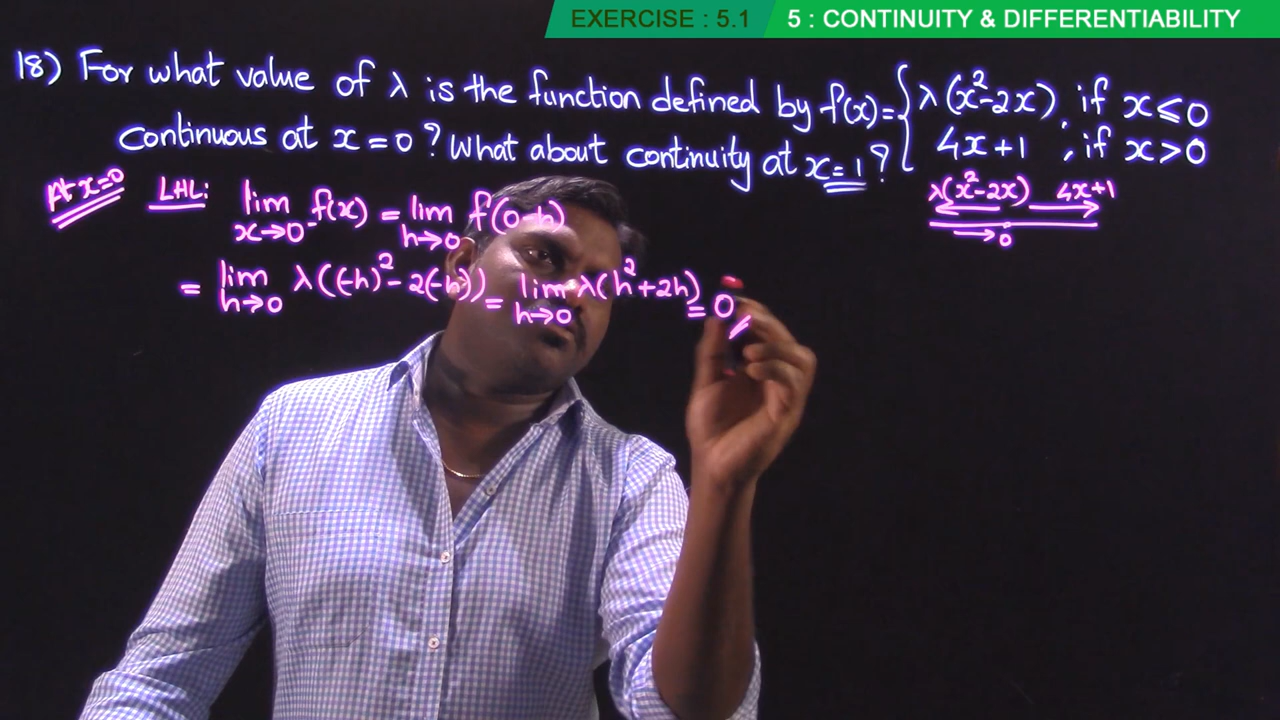 EXERCISE : 5.1 5 : CONTINUITY & DIFFERENTIABILITY
18) For what value of λ is the function defined by f(x)= { λ(x²-2x), if x≤0
4x+1 , if x>0
continuous at x=0? What about continuity at x=1?
λ(x²-2x) 4x+1
→0
At x=0 LHL: lim x→0⁻ f(x) = lim h→0 f(0-h)
= lim h→0 λ((-h)²-2(-h)) = lim h→0 λ(h²+2h) = 0